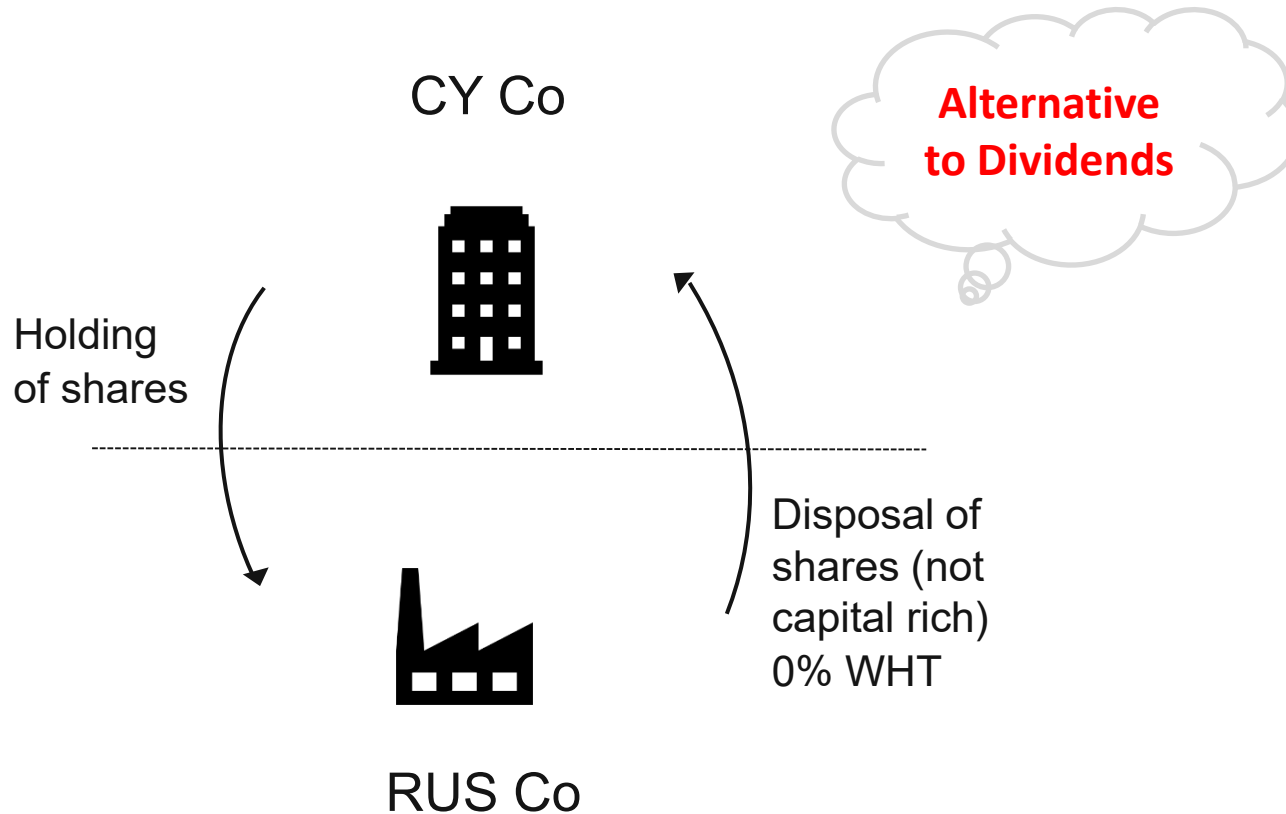 CY Co
Alternative
to Dividends
Holding
of shares
Disposal of
shares (not
capital rich)
0% WHT
RUS Co